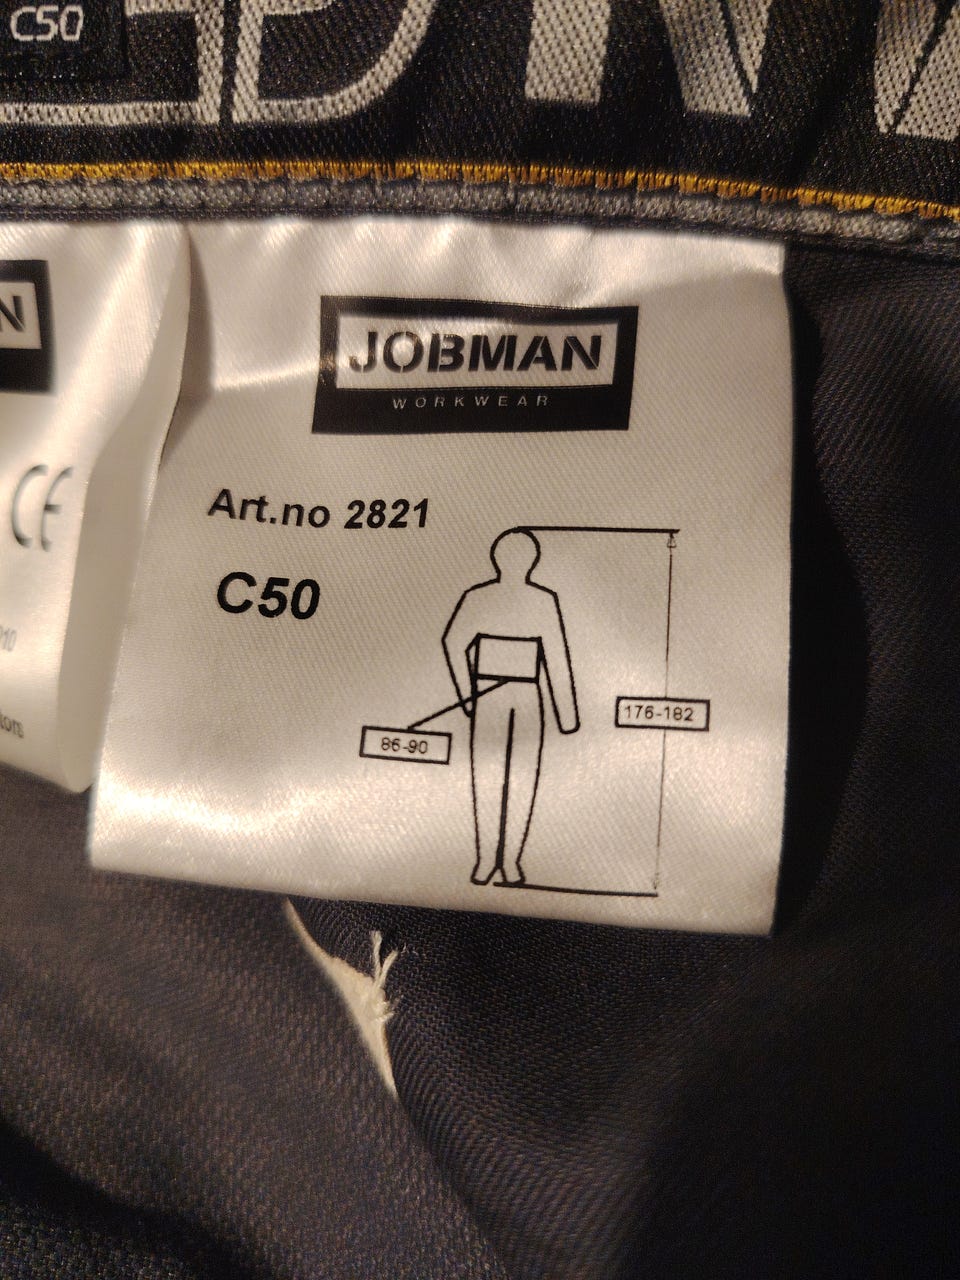 C50
N
JOBMAN
WORKWEAR
CE
Art.no 2821
C50
176-182
86-90